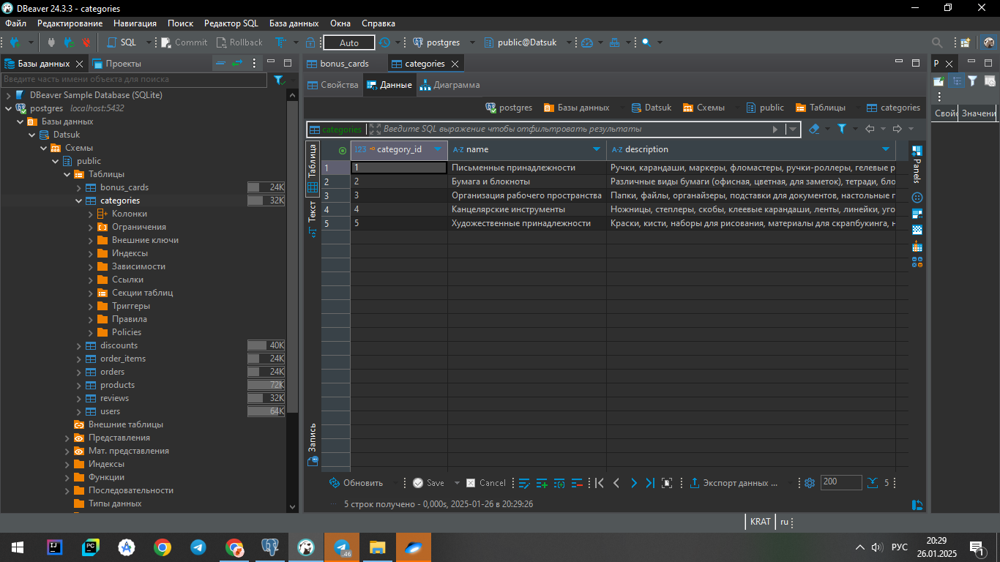 DBeaver 24.3.3 - categories
Файл Редактирование Навигация Поиск Редактор SQL База данных Окна Справка
SQL Commit Rollback Auto postgres public@Datsuk
Базы данных Проекты
Введите часть имени объекта для поиска
DBeaver Sample Database (SQLite)
postgres localhost:5432
Базы данных
Datsuk
Схемы
public
Таблицы
bonus_cards 24K
categories 32K
Колонки
Ограничения
Внешние ключи
Индексы
Зависимости
Ссылки
Секции таблиц
Триггеры
Правила
Policies
discounts 40K
order_items 24K
orders 24K
products 72K
reviews 32K
users 64K
Внешние таблицы
Представления
Мат. представления
Индексы
Функции
Последовательности
Типы данных
bonus_cards categories
Свойства Данные Диаграмма
postgres Базы данных Datsuk Схемы public Таблицы categories
categories Введите SQL выражение чтобы отфильтровать результаты
Таблица
Текст
Запись
123 category_id A-Z name A-Z description
1 1 Письменные принадлежности Ручки, карандаши, маркеры, фломастеры, ручки-роллеры, гелевые р
2 2 Бумага и блокноты Различные виды бумаги (офисная, цветная, для заметок), тетради, бло
3 3 Организация рабочего пространства Папки, файлы, органайзеры, подставки для документов, настольные
4 4 Канцелярские инструменты Ножницы, степлеры, скобы, клеевые карандаши, ленты, линейки, уго
5 5 Художественные принадлежности Краски, кисти, наборы для рисования, материалы для скрапбукинга, н
Panels
Обновить Save Cancel Экспорт данных ... 200 5
5 строк получено - 0,000s, 2025-01-26 в 20:29:26
P
Свойс Значени
KRAT ru
..46
РУС
20:29
26.01.2025
1